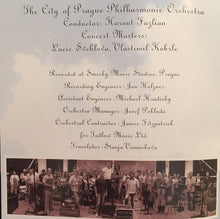 The City of Prague Philharmonic Orchestra
Conductor: Harout Fazlian
Concert Masters:
Lucie Svehlova, Vlastimil Kobrle
Recorded at Smecky Music Studios, Prague
Recording Engineer: Jan Holzner
Assistant Engineer: Michael Hradisky
Orchestra Manager: Josef Pokluda
Orchestral Contractor: James Fitzpatrick
for Tadlow Music Ltd.
Translator: Stanja Vomackova